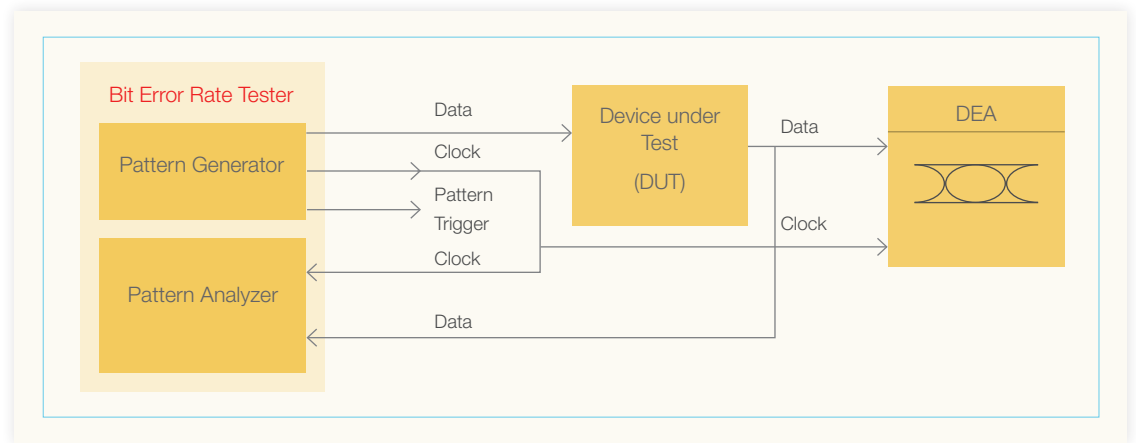 Bit Error Rate Tester
Pattern Generator
Pattern Analyzer
Data
Clock
Pattern
Trigger
Clock
Data
Device under
Test
(DUT)
Data
Clock
DEA